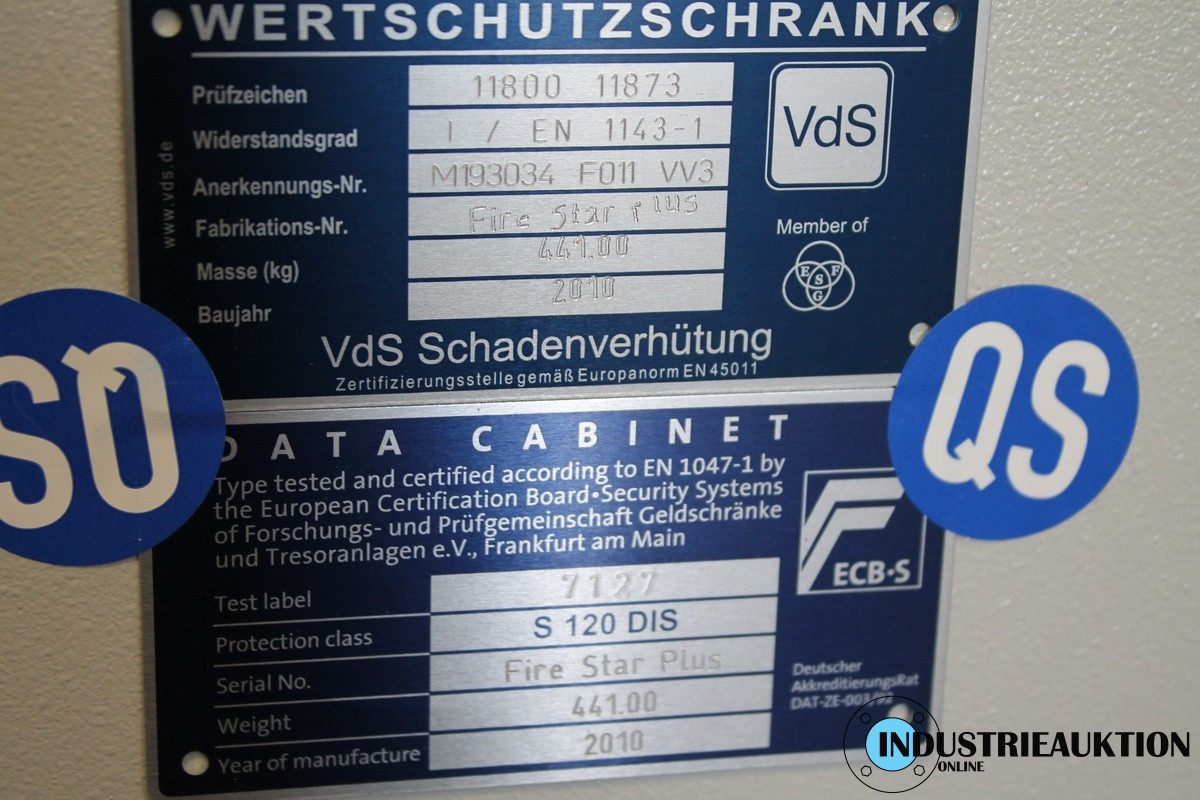 WERTSCHUTZSCHRANK
Prüfzeichen 11800 11873
Widerstandsgrad I / EN 1143-1
Anerkennungs-Nr. M193034 F011 VV3
Fabrikations-Nr. Fire Star Plus
Masse (kg) 441.00
Baujahr 2010
www.vds.de
VdS
Member of
E S F
G
VdS Schadenverhütung
Zertifizierungsstelle gemäß Europanorm EN 45011
SQ
QS
DATA CABINET
Type tested and certified according to EN 1047-1 by
the European Certification Board•Security Systems
of Forschungs- und Prüfgemeinschaft Geldschränke
und Tresoranlagen e.V., Frankfurt am Main
ECB•S
Test label 7127
Protection class S 120 DIS
Serial No. Fire Star Plus
Weight 441.00
Year of manufacture 2010
Deutscher
AkkreditierungsRat
DAT-ZE-003/92
INDUSTRIEAUKTION
ONLINE